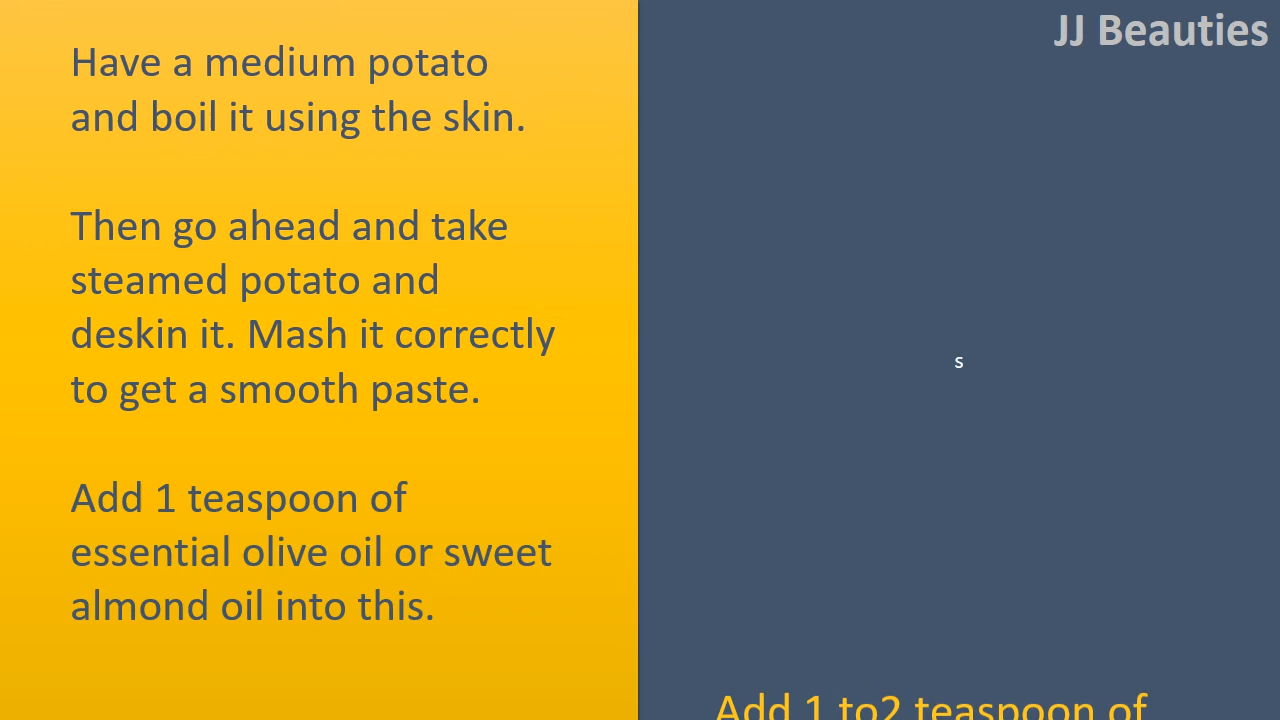 Have a medium potato
and boil it using the skin.
Then go ahead and take
steamed potato and
deskin it. Mash it correctly
to get a smooth paste.
Add 1 teaspoon of
essential olive oil or sweet
almond oil into this.
JJ Beauties
s
Add 1 to2 teaspoon of